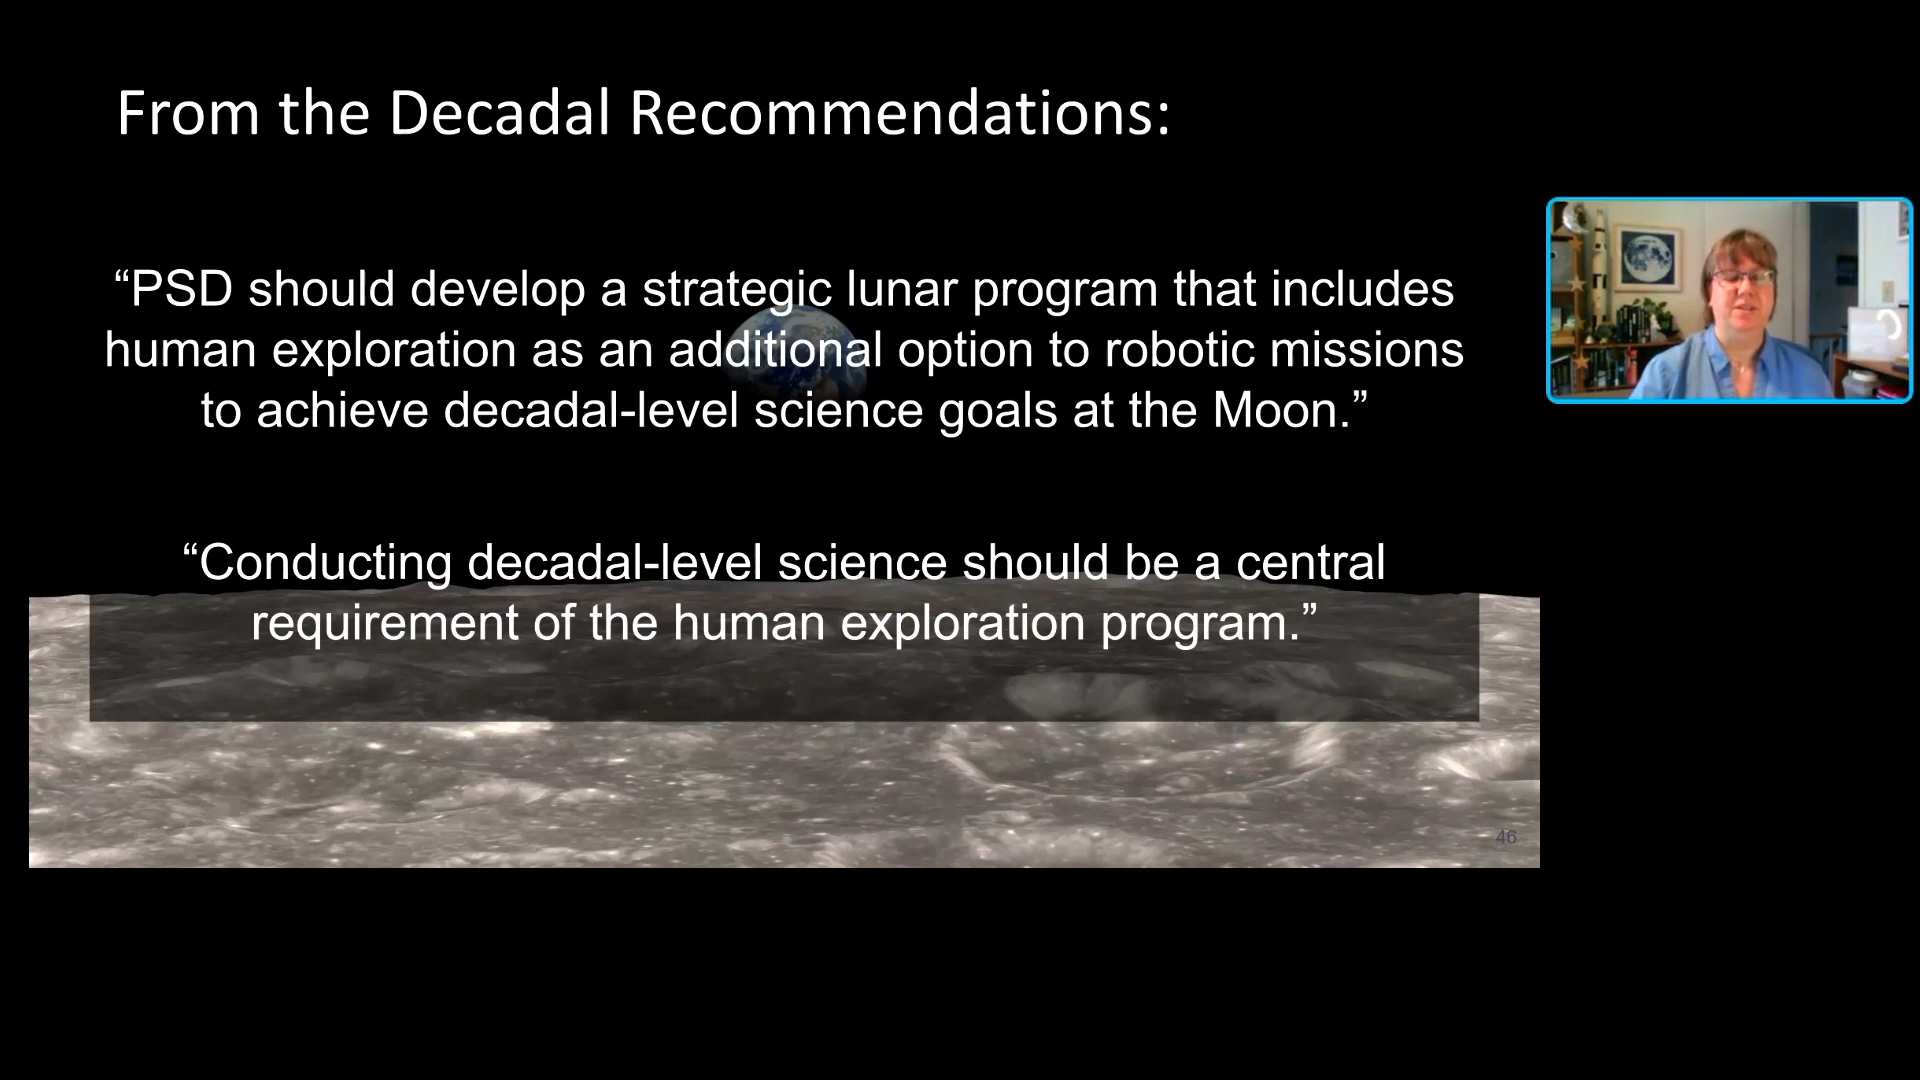 From the Decadal Recommendations:
“PSD should develop a strategic lunar program that includes
human exploration as an additional option to robotic missions
to achieve decadal-level science goals at the Moon.”
“Conducting decadal-level science should be a central
requirement of the human exploration program.”
46